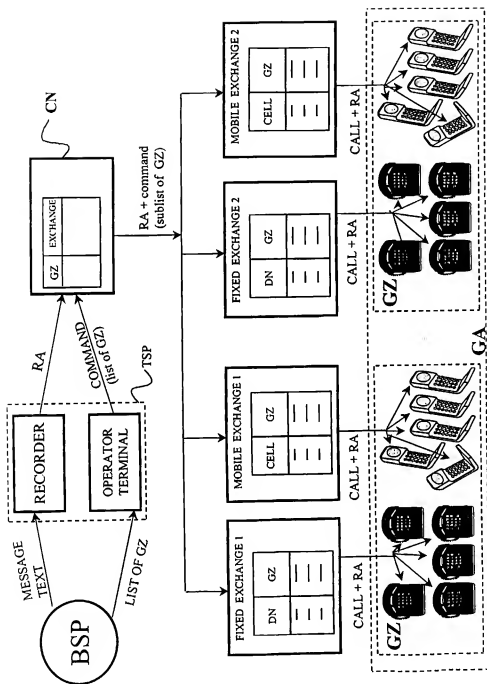 BSP
MESSAGE
TEXT
LIST OF GZ
RECORDER
OPERATOR
TERMINAL
TSP
RA
COMMAND
(list of GZ)
CN
GZ EXCHANGE
RA + command
(sublist of GZ)
FIXED EXCHANGE 1
DN GZ
MOBILE EXCHANGE 1
CELL GZ
FIXED EXCHANGE 2
DN GZ
MOBILE EXCHANGE 2
CELL GZ
CALL + RA
CALL + RA
CALL + RA
CALL + RA
GZ
GZ
GA